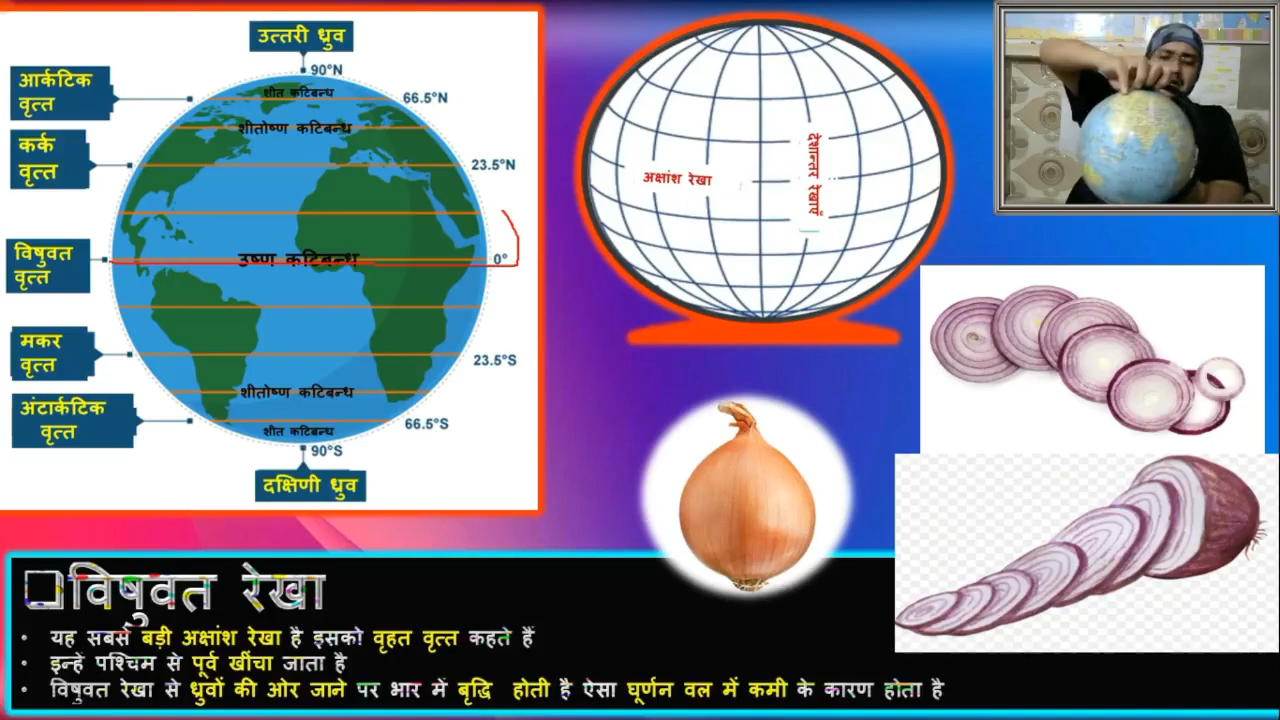 उत्तरी ध्रुव
90°N
आर्कटिक
वृत्त
शीत कटिबन्ध
66.5°N
शीतोष्ण कटिबन्ध
कर्क
वृत्त
23.5°N
विषुवत
वृत्त
उष्ण कटिबन्ध
0°
मकर
वृत्त
23.5°S
शीतोष्ण कटिबन्ध
अंटार्कटिक
वृत्त
66.5°S
शीत कटिबन्ध
90°S
दक्षिणी ध्रुव
अक्षांश रेखा
देशान्तर रेखाएँ
विषुवत रेखा
• यह सबसे बड़ी अक्षांश रेखा है इसको वृहत वृत्त कहते हैं
• इन्हें पश्चिम से पूर्व खींचा जाता है
• विषुवत रेखा से ध्रुवों की ओर जाने पर भार में बृद्धि होती है ऐसा घूर्णन वल में कमी के कारण होता है